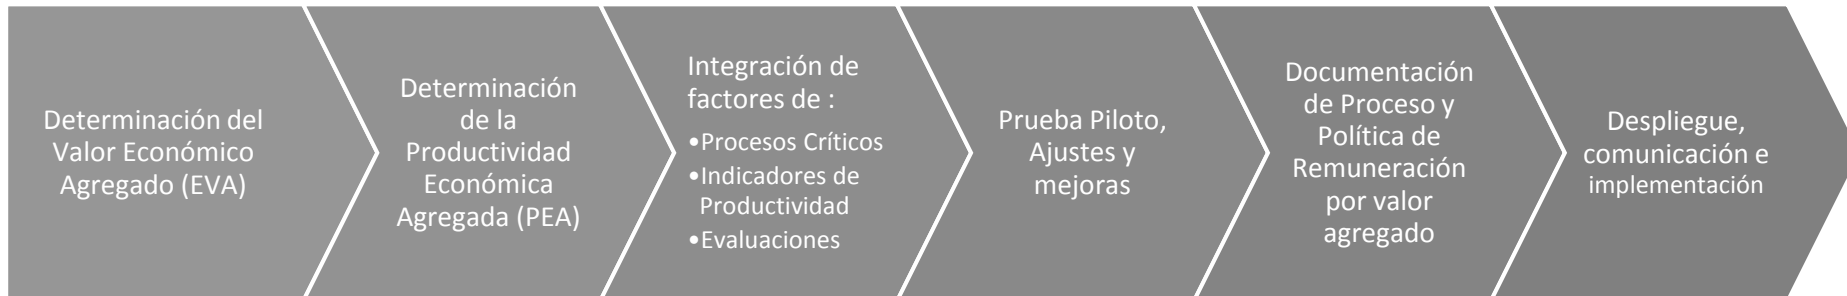 Determinación del
Valor Económico
Agregado (EVA)
Determinación
de la
Productividad
Económica
Agregada (PEA)
Integración de
factores de :
•Procesos Críticos
•Indicadores de
Productividad
•Evaluaciones
Prueba Piloto,
Ajustes y
mejoras
Documentación
de Proceso y
Política de
Remuneración
por valor
agregado
Despliegue,
comunicación e
implementación